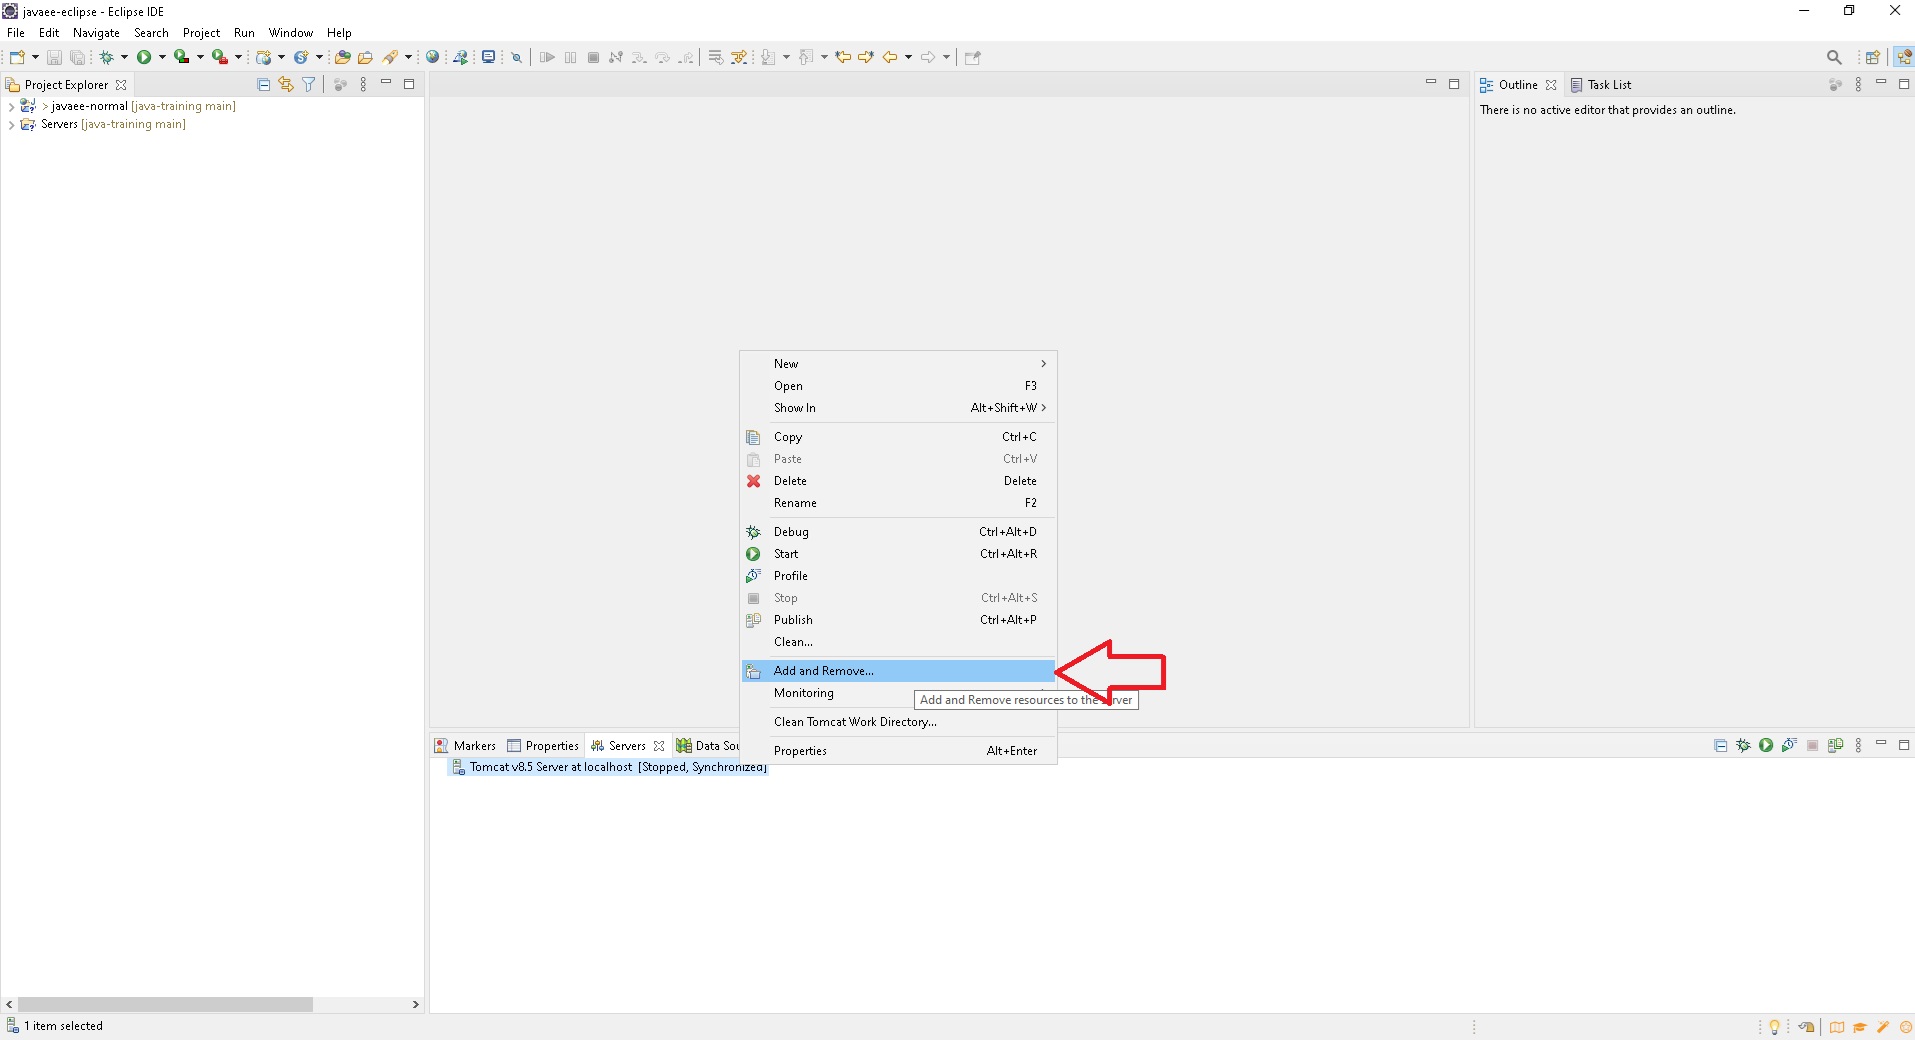 javaee-eclipse - Eclipse IDE
File Edit Navigate Search Project Run Window Help
Project Explorer
> javaee-normal [java-training main]
Servers [java-training main]
Outline
Task List
There is no active editor that provides an outline.
New
Open F3
Show In Alt+Shift+W
Copy Ctrl+C
Paste Ctrl+V
Delete Delete
Rename F2
Debug Ctrl+Alt+D
Start Ctrl+Alt+R
Profile
Stop Ctrl+Alt+S
Publish Ctrl+Alt+P
Clean...
Add and Remove...
Monitoring
Add and Remove resources to the server
Clean Tomcat Work Directory...
Properties Alt+Enter
Markers Properties Servers Data Sou
Tomcat v8.5 Server at localhost [Stopped, Synchronized]
1 item selected